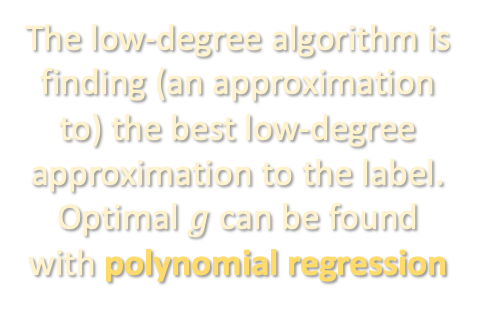 The low-degree algorithm is
finding (an approximation
to) the best low-degree
approximation to the label.
Optimal g can be found
with polynomial regression